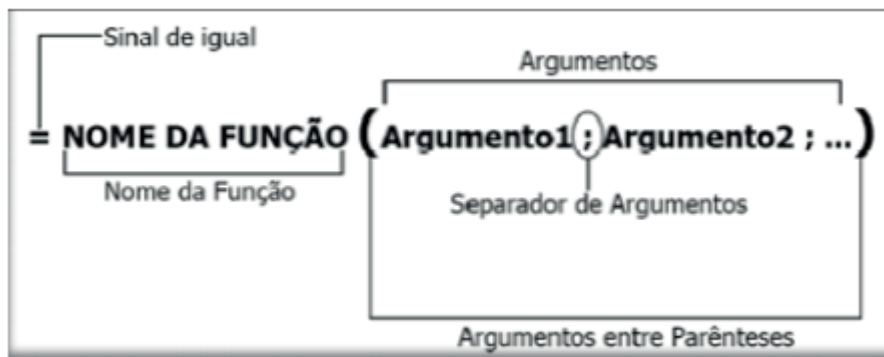 Sinal de igual
Argumentos
= NOME DA FUNÇÃO (Argumento1 ; Argumento2 ; ...)
Nome da Função
Separador de Argumentos
Argumentos entre Parênteses